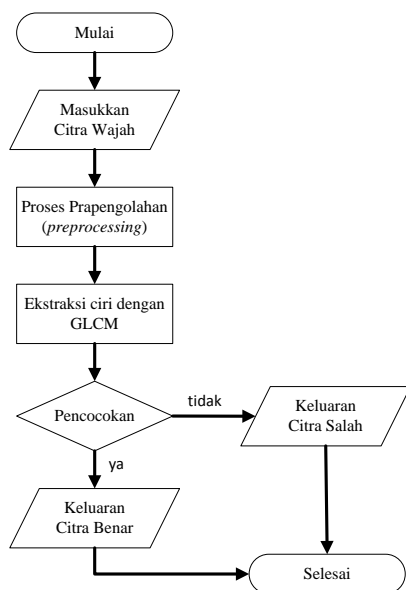 Mulai
Masukkan
Citra Wajah
Proses Prapengolahan
(preprocessing)
Ekstraksi ciri dengan
GLCM
Pencocokan
tidak
Keluaran
Citra Salah
ya
Keluaran
Citra Benar
Selesai